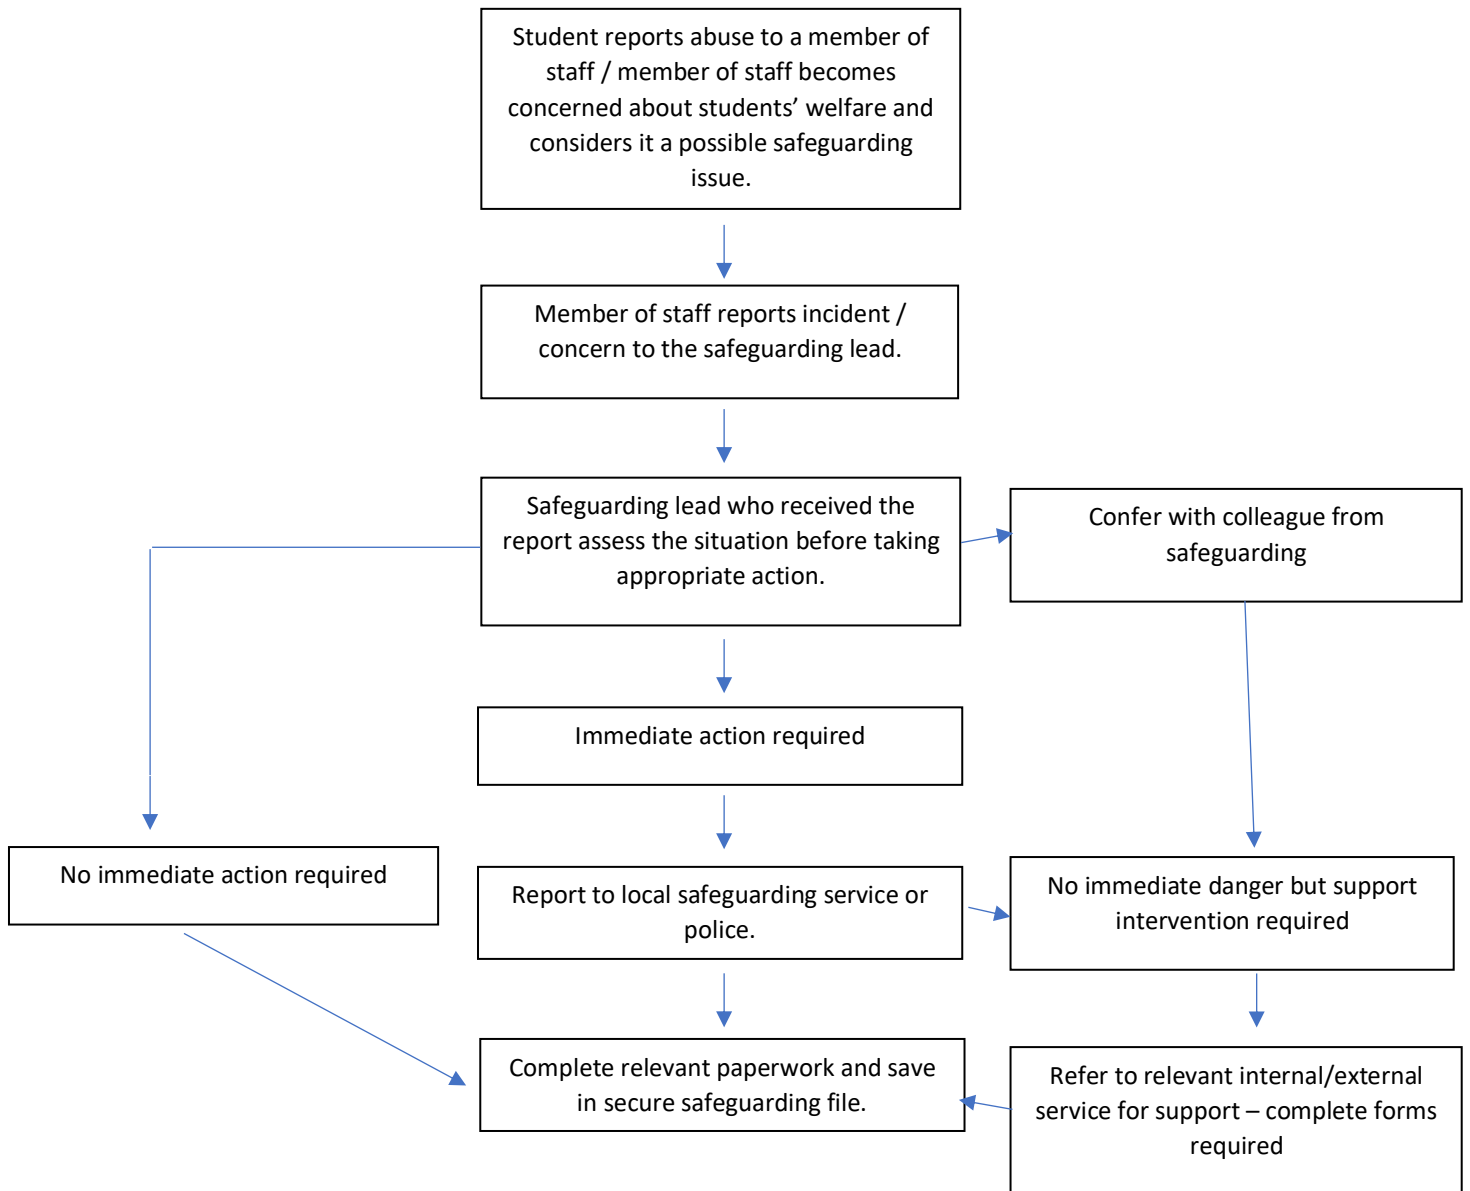 Student reports abuse to a member of
staff / member of staff becomes
concerned about students’ welfare and
considers it a possible safeguarding
issue.
Member of staff reports incident /
concern to the safeguarding lead.
Safeguarding lead who received the
report assess the situation before taking
appropriate action.
Confer with colleague from
safeguarding
Immediate action required
No immediate action required
Report to local safeguarding service or
police.
No immediate danger but support
intervention required
Complete relevant paperwork and save
in secure safeguarding file.
Refer to relevant internal/external
service for support – complete forms
required